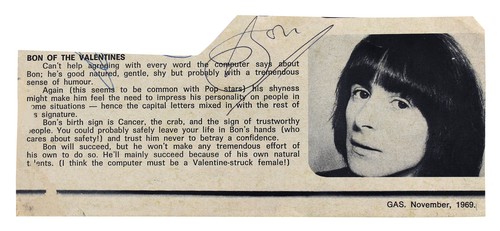 Bon
BON OF THE VALENTINES
Can't help agreeing with every word the computer says about
Bon; he's good natured, gentle, shy but probably with a tremendous
sense of humour.
Again (this seems to be common with Pop stars) his shyness
might make him feel the need to impress his personality on people in
some situations — hence the capital letters mixed in with the rest of
s signature.
Bon's birth sign is Cancer, the crab, and the sign of trustworthy
people. You could probably safely leave your life in Bon's hands (who
cares about safety!) and trust him never to betray a confidence.
Bon will succeed, but he won't make any tremendous effort of
his own to do so. He'll mainly succeed because of his own natural
t ents. (I think the computer must be a Valentine-struck female!)
GAS. November, 1969.